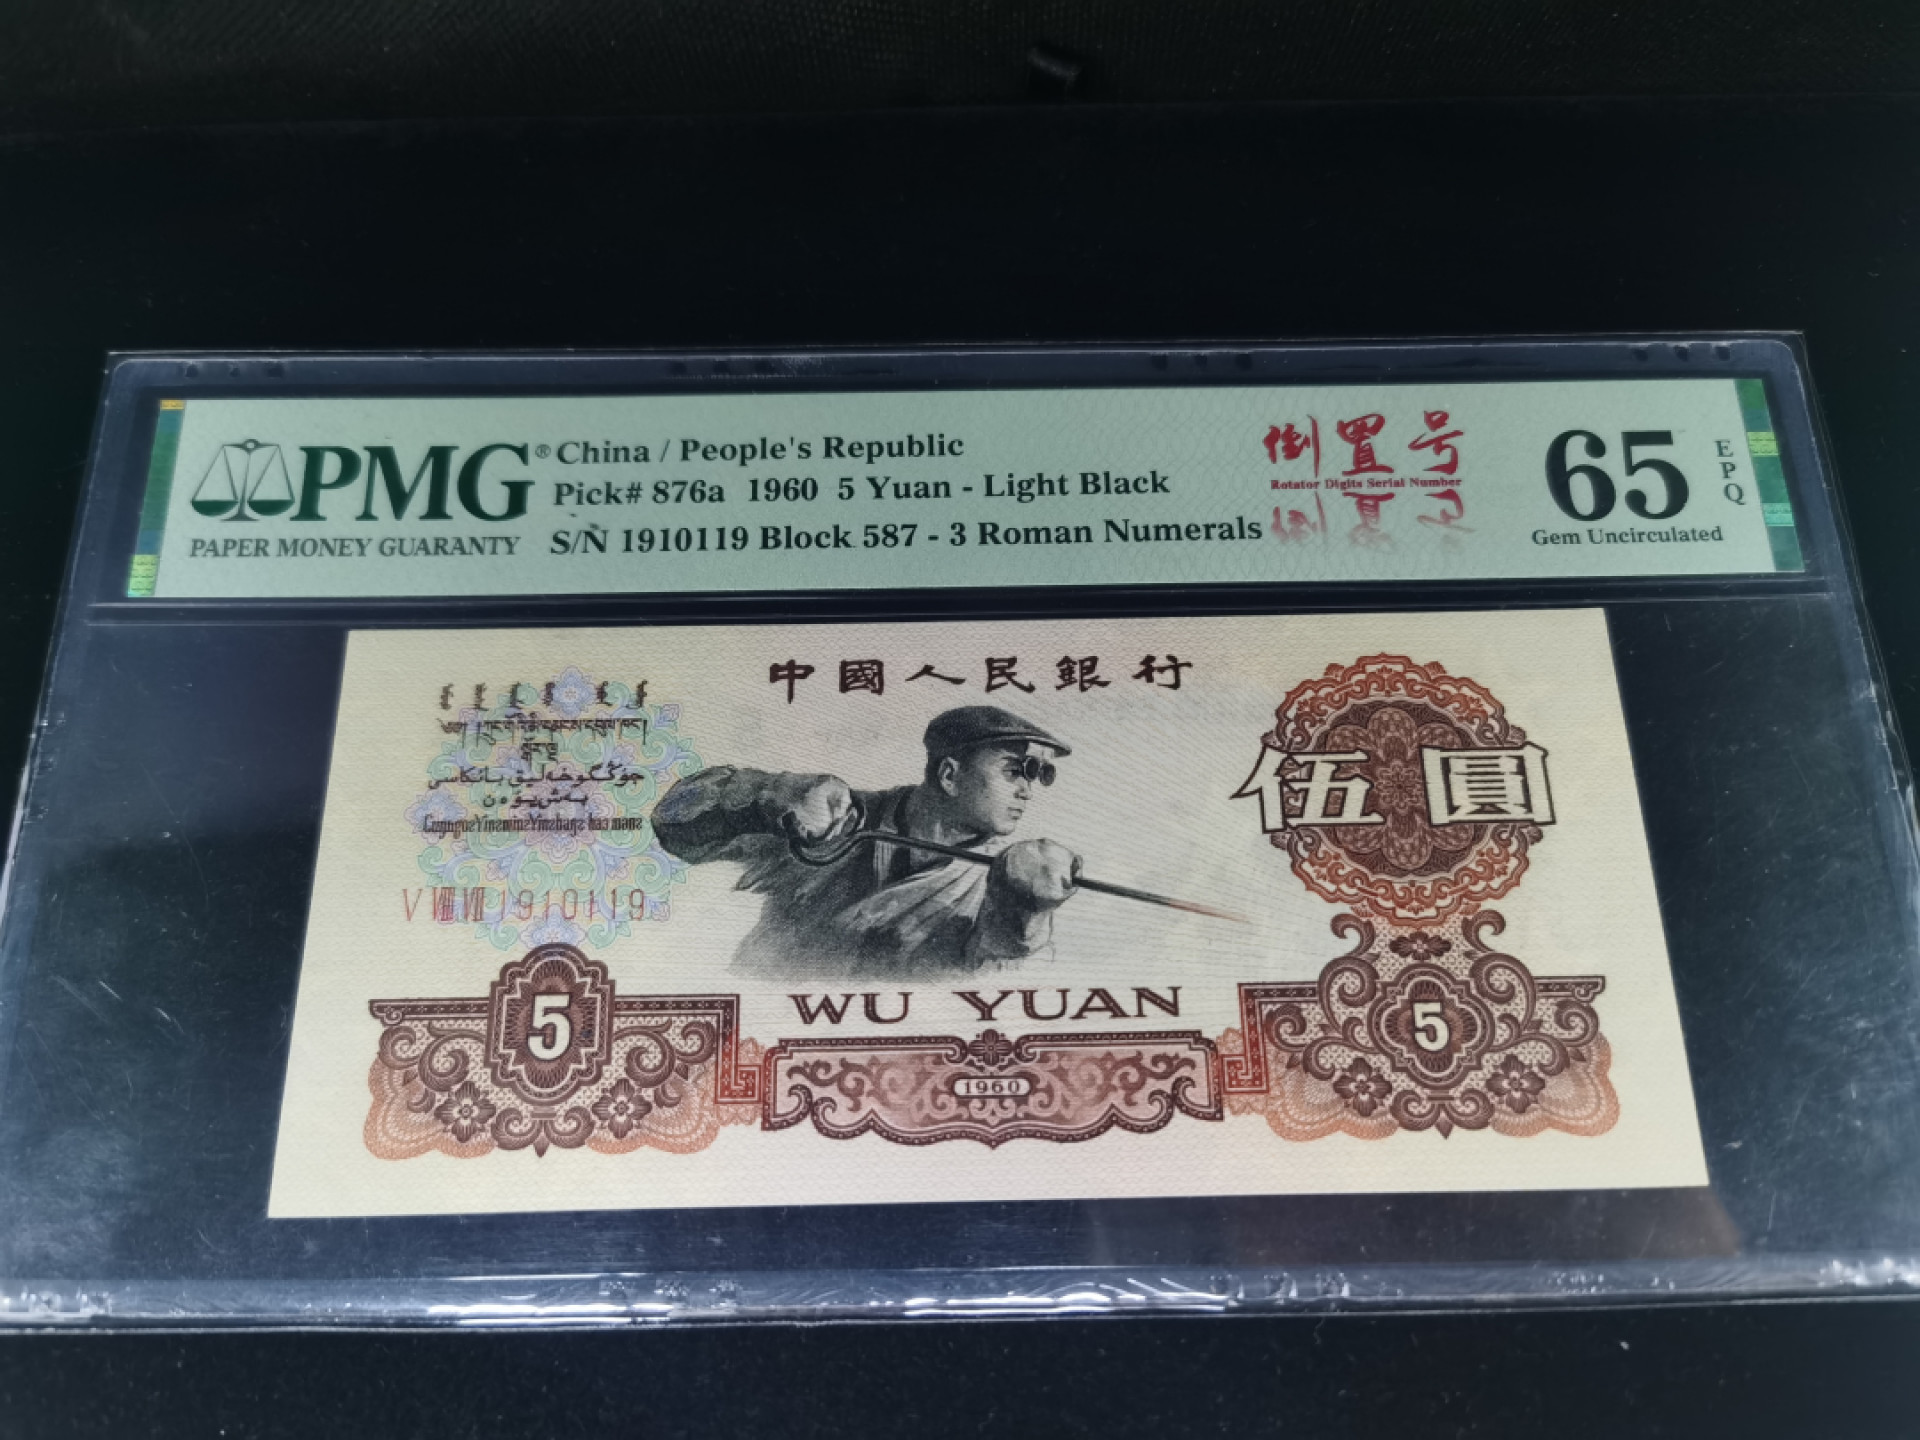 PMG®
PAPER MONEY GUARANTY
China / People's Republic
Pick# 876a 1960 5 Yuan - Light Black
S/N 1910119 Block 587 - 3 Roman Numerals
倒置号
Rotator Digits Serial Number
65
EPQ
Gem Uncirculated
中國人民銀行
伍圓
V VIII VII 1910119
5
WU YUAN
5
1960